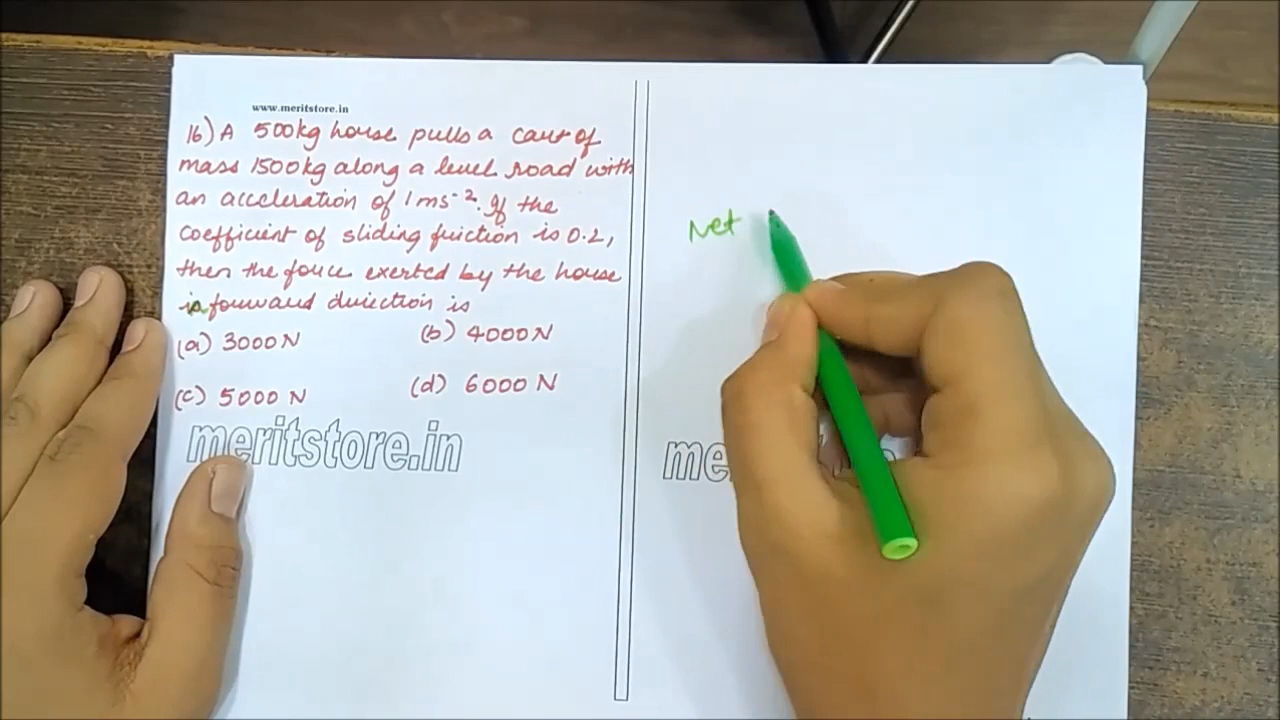 www.meritstore.in
16) A 500kg horse pulls a cart of
mass 1500kg along a level road with
an acceleration of 1ms⁻². If the
coefficient of sliding friction is 0.2,
then the force exerted by the horse
in forward direction is
(a) 3000N (b) 4000N
(c) 5000 N (d) 6000 N
meritstore.in
Net
me